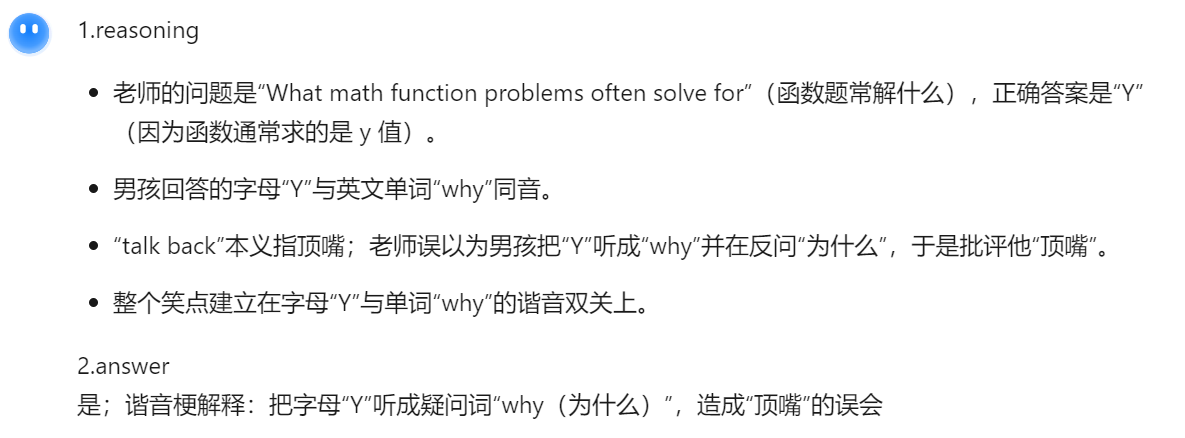 1.reasoning
• 老师的问题是“What math function problems often solve for”（函数题常解什么），正确答案是“Y”
（因为函数通常求的是 y 值）。
• 男孩回答的字母“Y”与英文单词“why”同音。
• “talk back”本义指顶嘴；老师误以为男孩把“Y”听成“why”并在反问“为什么”，于是批评他“顶嘴”。
• 整个笑点建立在字母“Y”与单词“why”的谐音双关上。
2.answer
是；谐音梗解释：把字母“Y”听成疑问词“why（为什么）”，造成“顶嘴”的误会